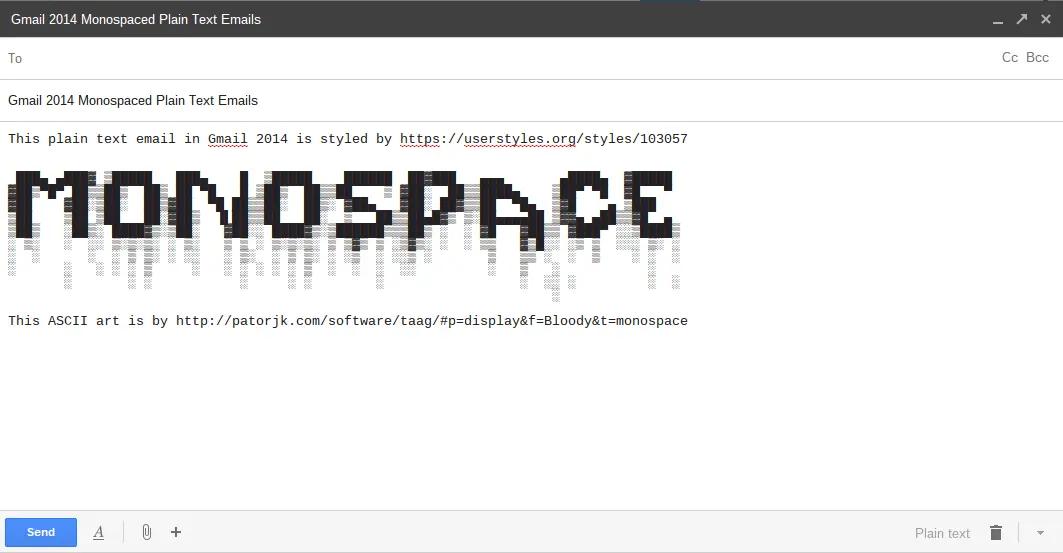 Gmail 2014 Monospaced Plain Text Emails
To Cc Bcc
Gmail 2014 Monospaced Plain Text Emails
This plain text email in Gmail 2014 is styled by https://userstyles.org/styles/103057
MONOSPACE
This ASCII art is by http://patorjk.com/software/taag/#p=display&f=Bloody&t=monospace
Send A Plain text